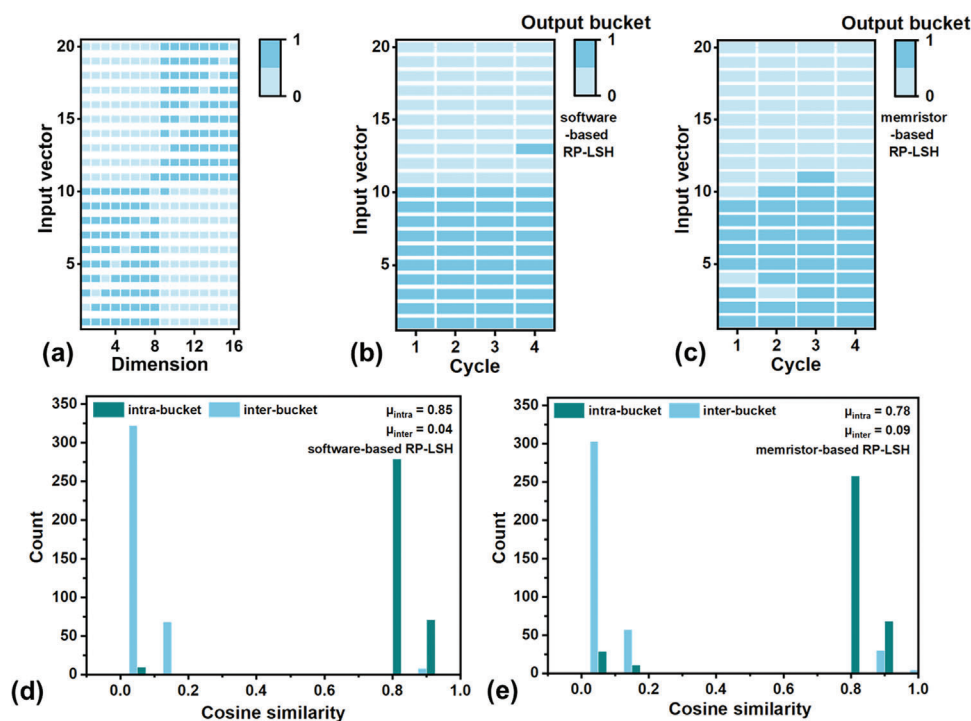 20
15
10
5
Input vector
4
8
12
16
Dimension
1
0
(a)
Output bucket
20
15
10
5
Input vector
1
2
3
4
Cycle
1
0
software
-based
RP-LSH
(b)
Output bucket
20
15
10
5
Input vector
1
2
3
4
Cycle
1
0
memristor
-based
RP-LSH
(c)
350
300
250
200
150
100
50
0
Count
intra-bucket
inter-bucket
μintra = 0.85
μinter = 0.04
software-based RP-LSH
0.0
0.2
0.4
0.6
0.8
1.0
Cosine similarity
(d)
350
300
250
200
150
100
50
0
Count
intra-bucket
inter-bucket
μintra = 0.78
μinter = 0.09
memristor-based RP-LSH
0.0
0.2
0.4
0.6
0.8
1.0
Cosine similarity
(e)